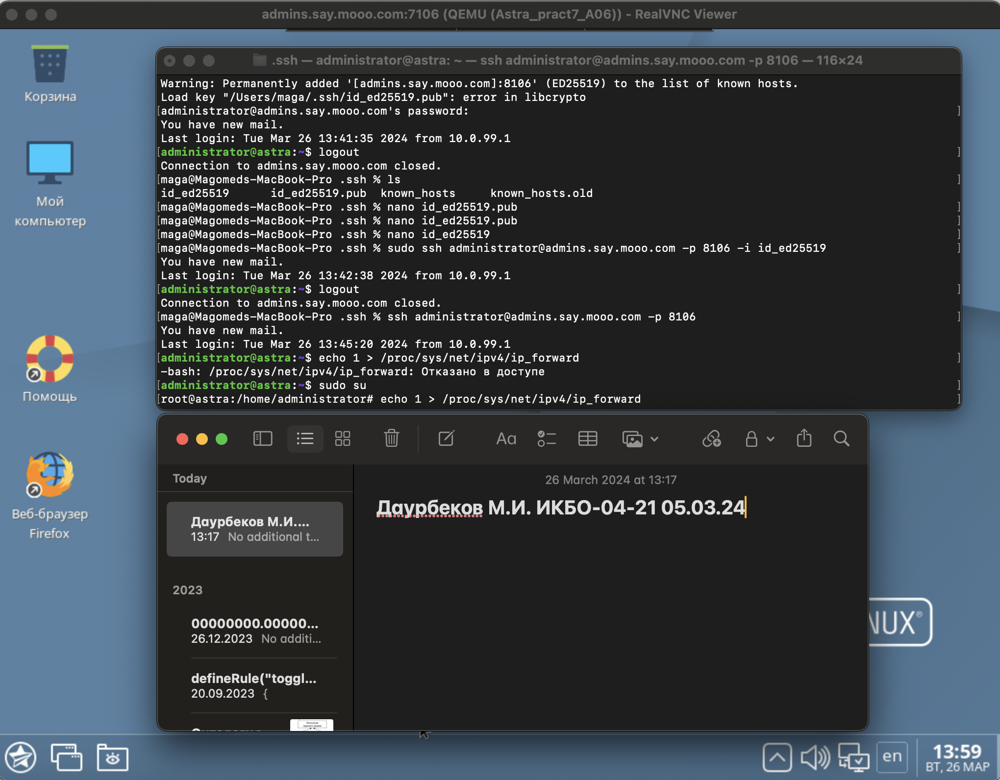 admins.say.mooo.com:7106 (QEMU (Astra_pract7_A06)) - RealVNC Viewer
Корзина
Мой
компьютер
Помощь
Веб-браузер
Firefox
.ssh — administrator@astra: ~ — ssh administrator@admins.say.mooo.com -p 8106 — 116×24
Warning: Permanently added '[admins.say.mooo.com]:8106' (ED25519) to the list of known hosts.
Load key "/Users/maga/.ssh/id_ed25519.pub": error in libcrypto
[administrator@admins.say.mooo.com's password: ]
You have new mail.
Last login: Tue Mar 26 13:41:35 2024 from 10.0.99.1
[administrator@astra:~$ logout ]
Connection to admins.say.mooo.com closed.
[maga@Magomeds-MacBook-Pro .ssh % ls ]
id_ed25519 id_ed25519.pub known_hosts known_hosts.old
[maga@Magomeds-MacBook-Pro .ssh % nano id_ed25519.pub ]
[maga@Magomeds-MacBook-Pro .ssh % nano id_ed25519.pub ]
[maga@Magomeds-MacBook-Pro .ssh % nano id_ed25519 ]
[maga@Magomeds-MacBook-Pro .ssh % sudo ssh administrator@admins.say.mooo.com -p 8106 -i id_ed25519 ]
You have new mail.
Last login: Tue Mar 26 13:42:38 2024 from 10.0.99.1
[administrator@astra:~$ logout ]
Connection to admins.say.mooo.com closed.
[maga@Magomeds-MacBook-Pro .ssh % ssh administrator@admins.say.mooo.com -p 8106 ]
You have new mail.
Last login: Tue Mar 26 13:45:20 2024 from 10.0.99.1
[administrator@astra:~$ echo 1 > /proc/sys/net/ipv4/ip_forward ]
-bash: /proc/sys/net/ipv4/ip_forward: Отказано в доступе
[administrator@astra:~$ sudo su ]
[root@astra:/home/administrator# echo 1 > /proc/sys/net/ipv4/ip_forward ]
Aa
Today
Даурбеков М.И....
13:17 No additional t...
2023
00000000.00000...
26.12.2023 No additi...
defineRule("toggl...
20.09.2023 {
26 March 2024 at 13:17
Даурбеков М.И. ИКБО-04-21 05.03.24
NUX®
en
13:59
ВТ, 26 МАР